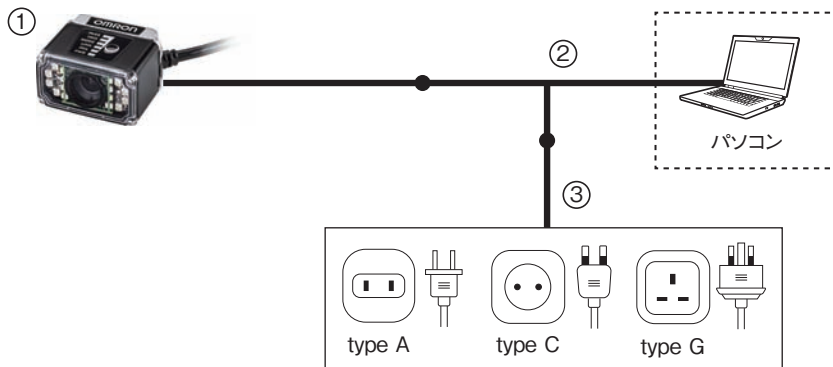 ①
OMRON
②
パソコン
③
type A
type C
type G